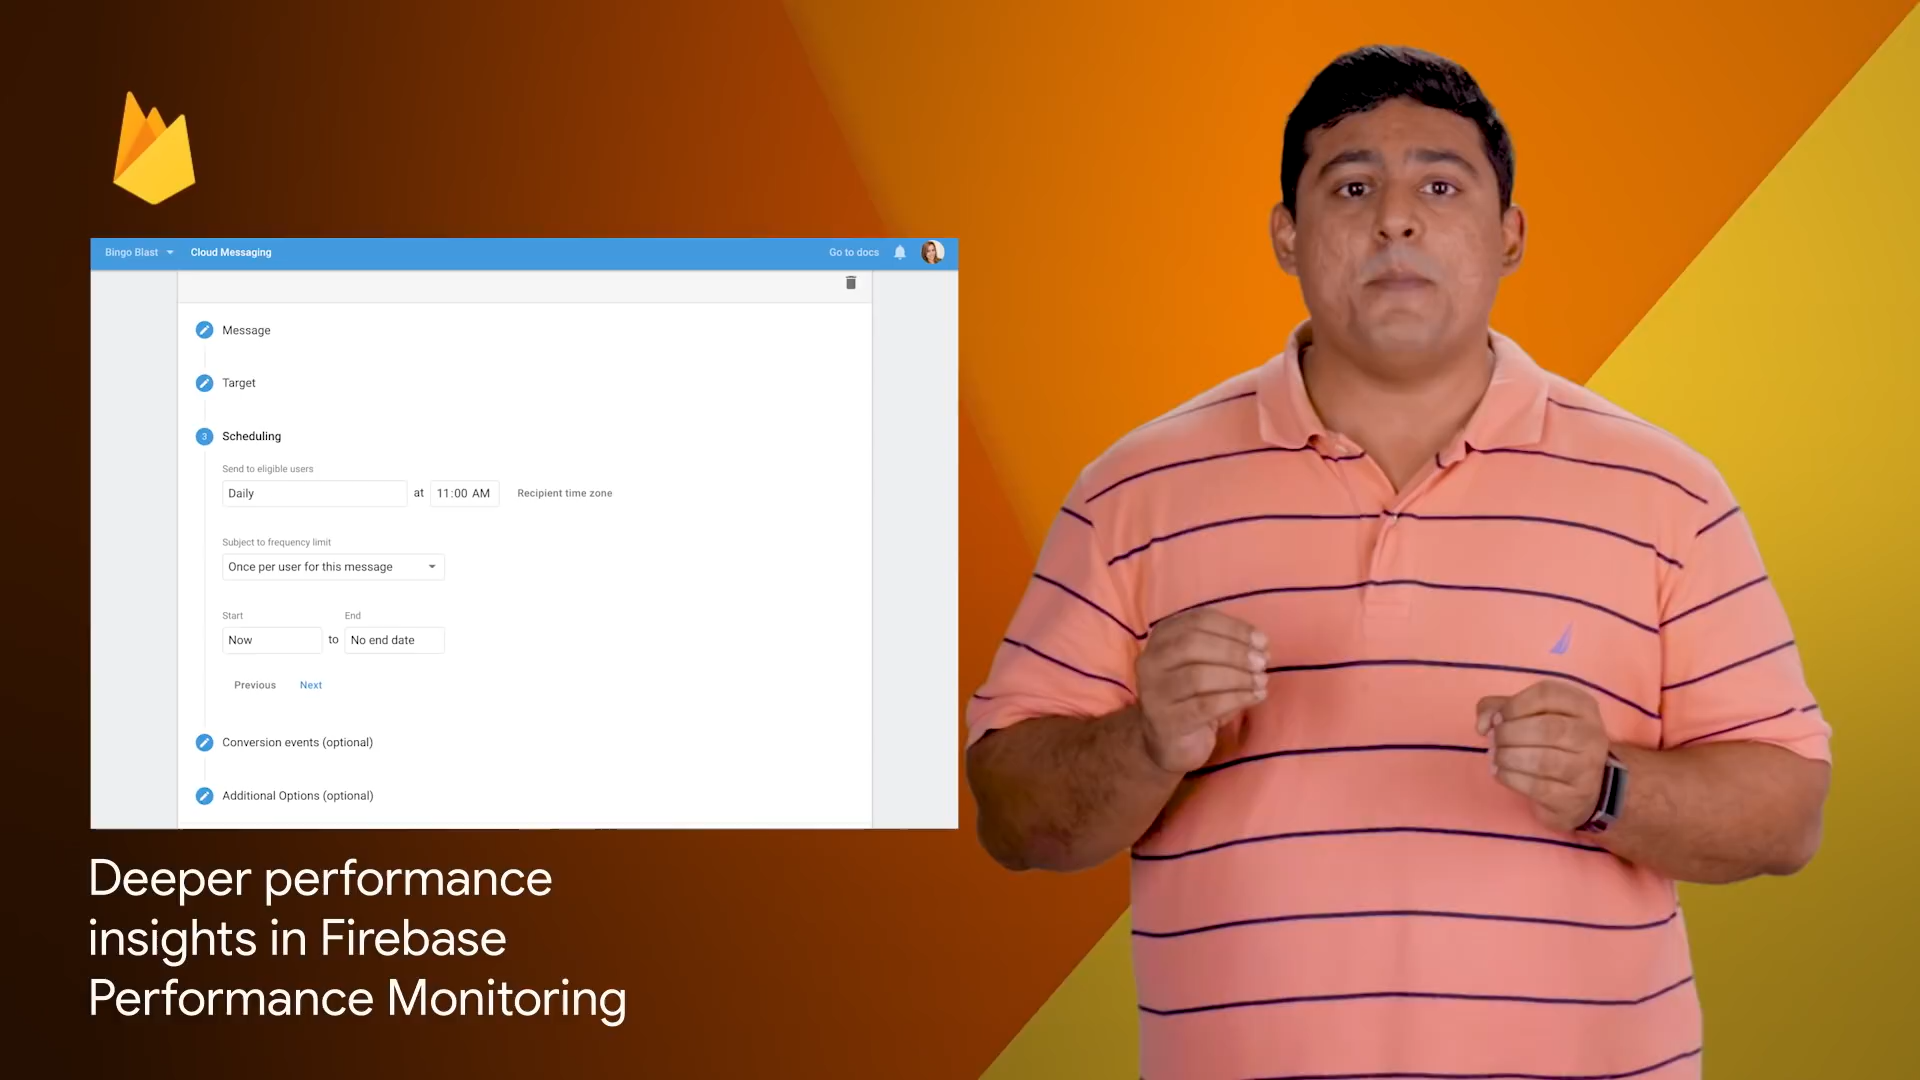 Bingo Blast Cloud Messaging Go to docs
Message
Target
3 Scheduling
Send to eligible users
Daily at 11:00 AM Recipient time zone
Subject to frequency limit
Once per user for this message
Start End
Now to No end date
Previous Next
Conversion events (optional)
Additional Options (optional)
Deeper performance
insights in Firebase
Performance Monitoring